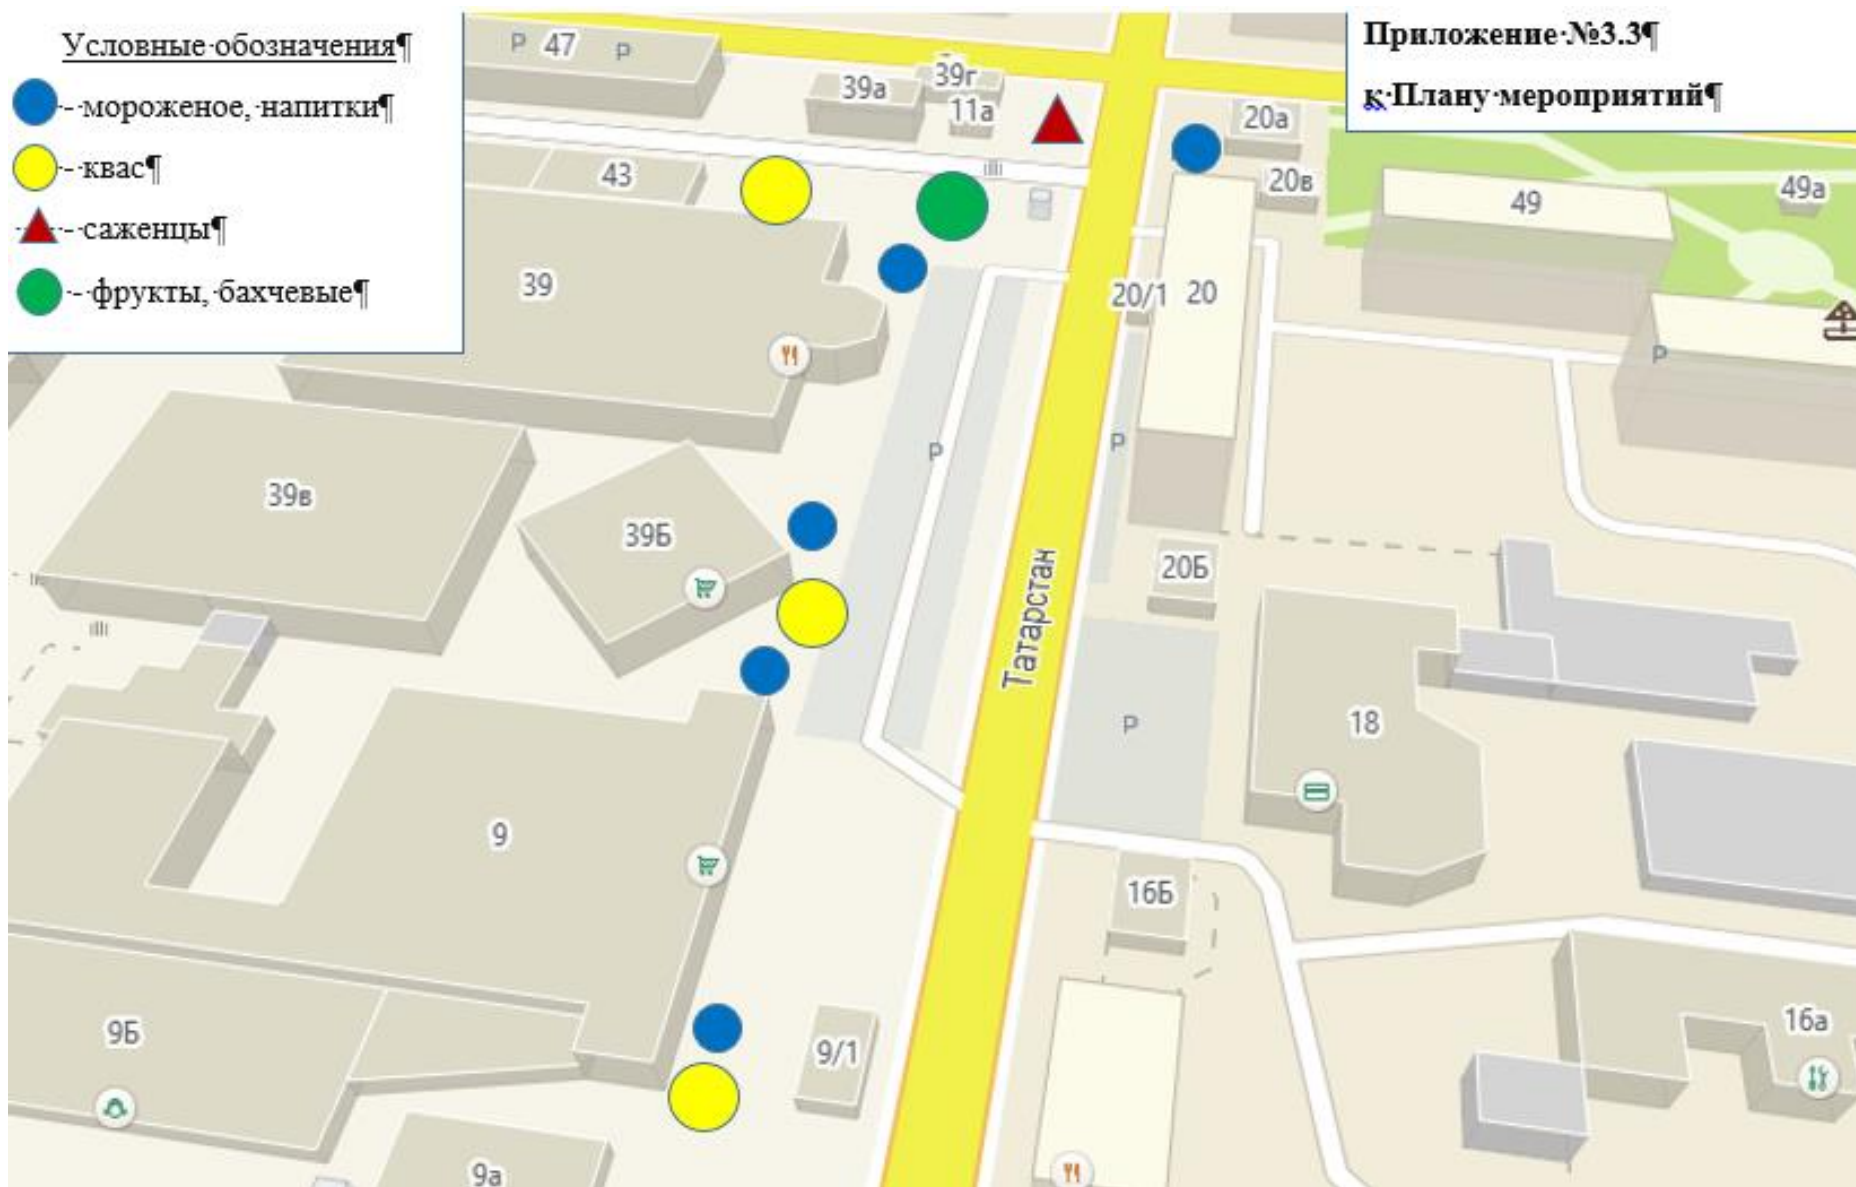 Условные·обозначения¶
-·-мороженое,·напитки¶
-·-квас¶
-·-саженцы¶
-·-фрукты,·бахчевые¶
Приложение·№3.3¶
к·Плану·мероприятий¶
P 47 P
39а
39г
11а
20а
43
20в
49
49а
39
20/1 20
P
P
P
39в
39Б
20Б
Татарстан
18
P
9
16Б
9Б
9/1
16а
9а